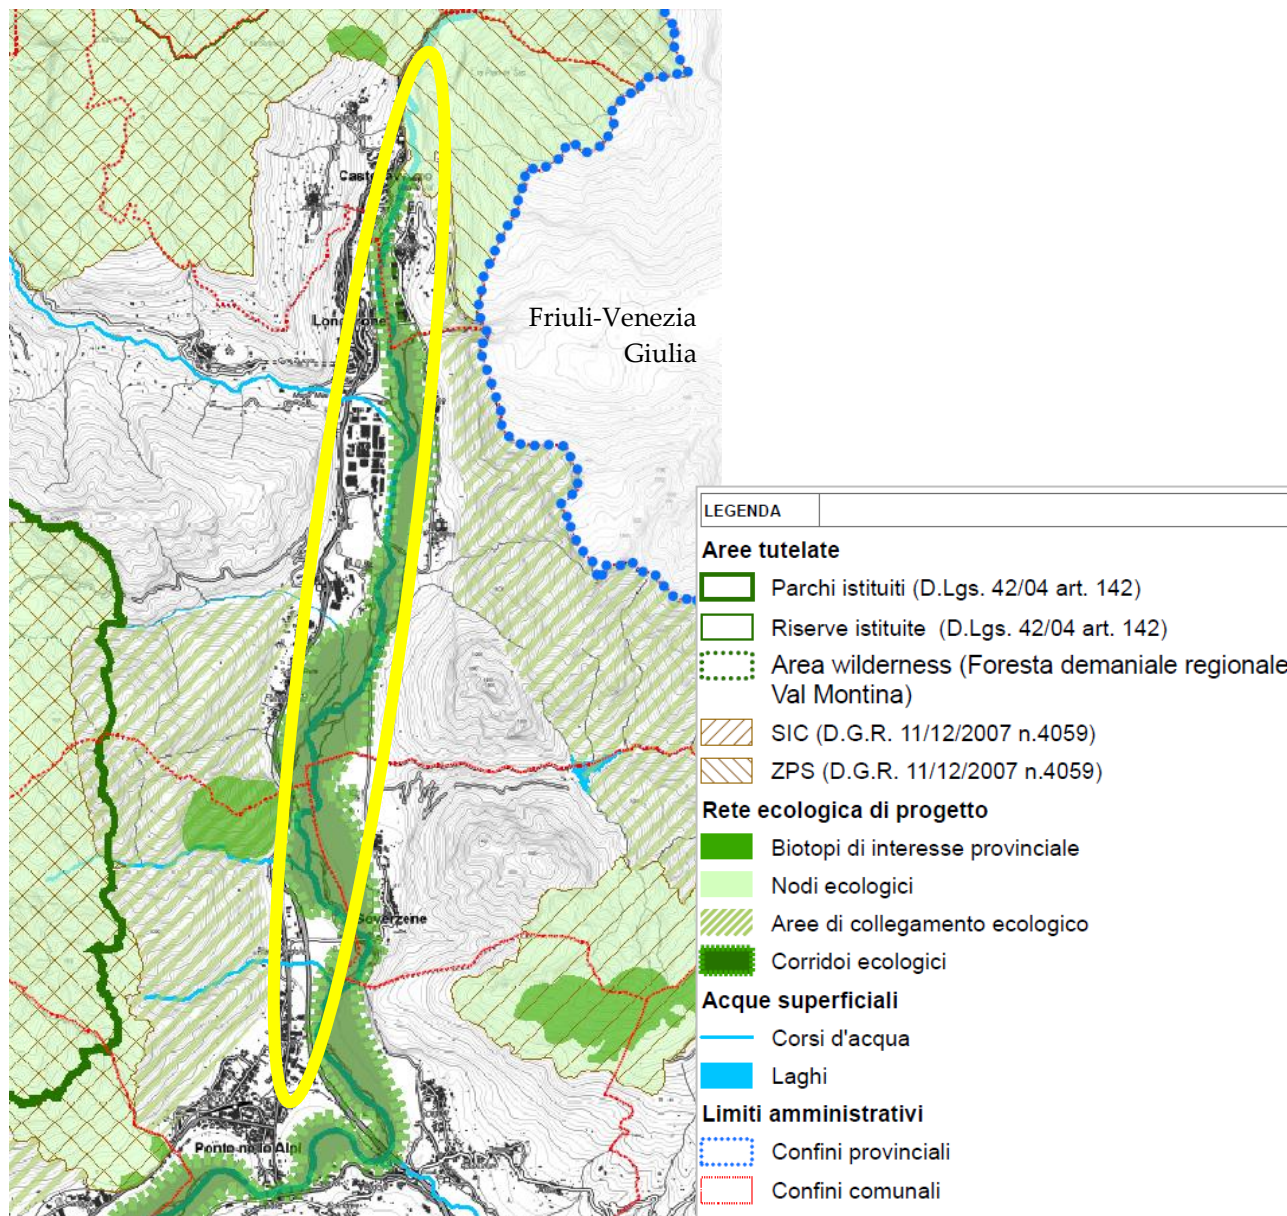 Longarone
Friuli-Venezia
Giulia
Soverzene
Ponte nelle Alpi
LEGENDA
Aree tutelate
Parchi istituiti (D.Lgs. 42/04 art. 142)
Riserve istituite (D.Lgs. 42/04 art. 142)
Area wilderness (Foresta demaniale regionale
Val Montina)
SIC (D.G.R. 11/12/2007 n.4059)
ZPS (D.G.R. 11/12/2007 n.4059)
Rete ecologica di progetto
Biotopi di interesse provinciale
Nodi ecologici
Aree di collegamento ecologico
Corridoi ecologici
Acque superficiali
Corsi d'acqua
Laghi
Limiti amministrativi
Confini provinciali
Confini comunali